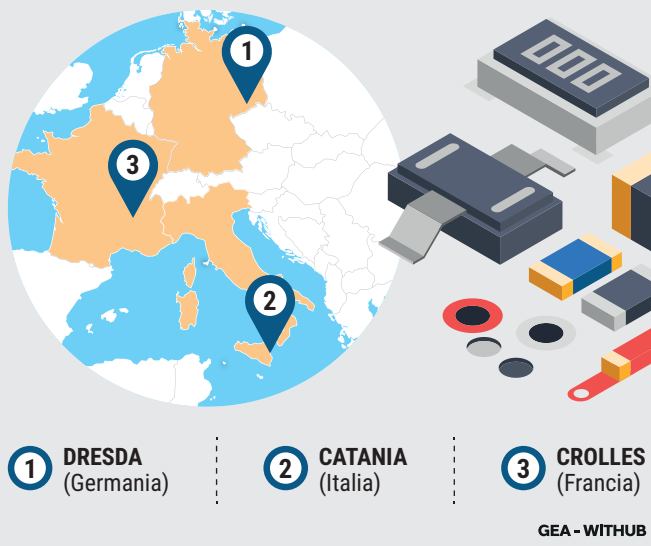 1
3
2
1 DRESDA
(Germania)
2 CATANIA
(Italia)
3 CROLLES
(Francia)
GEA - WITHUB